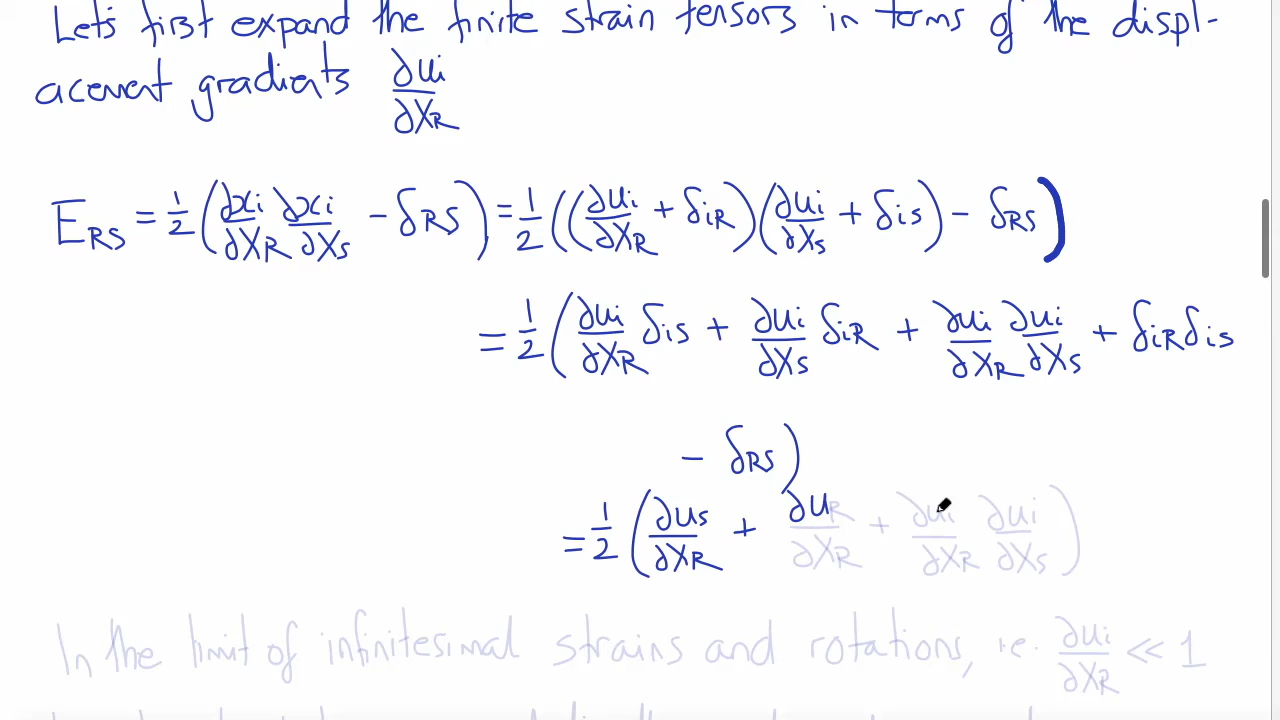 Let's first expand the finite strain tensors in terms of the displ-
acement gradients ∂ui/∂XR
ERS = 1/2 (∂xi/∂XR ∂xi/∂XS - δRS) = 1/2 ((∂ui/∂XR + δiR)(∂ui/∂XS + δiS) - δRS)
= 1/2 (∂ui/∂XR δiS + ∂ui/∂XS δiR + ∂ui/∂XR ∂ui/∂XS + δiR δiS
- δRS)
= 1/2 (∂uS/∂XR + ∂uR/∂XR + ∂ui/∂XR ∂ui/∂XS)
In the limit of infinitesimal strains and rotations, i.e. ∂ui/∂XR << 1